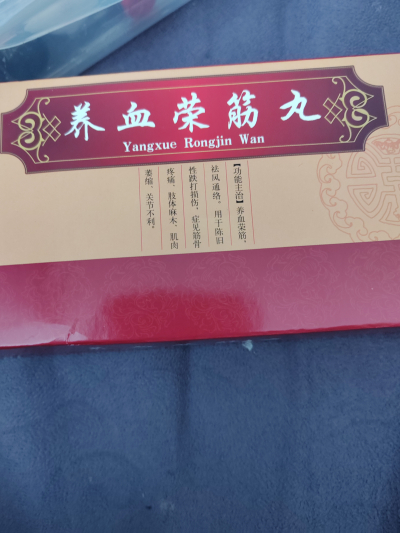 养血荣筋丸
Yangxue Rongjin Wan
【功能主治】养血荣筋，
祛风通络。用于陈旧
性跌打损伤，症见筋骨
疼痛、肢体麻木、肌肉
萎缩、关节不利。